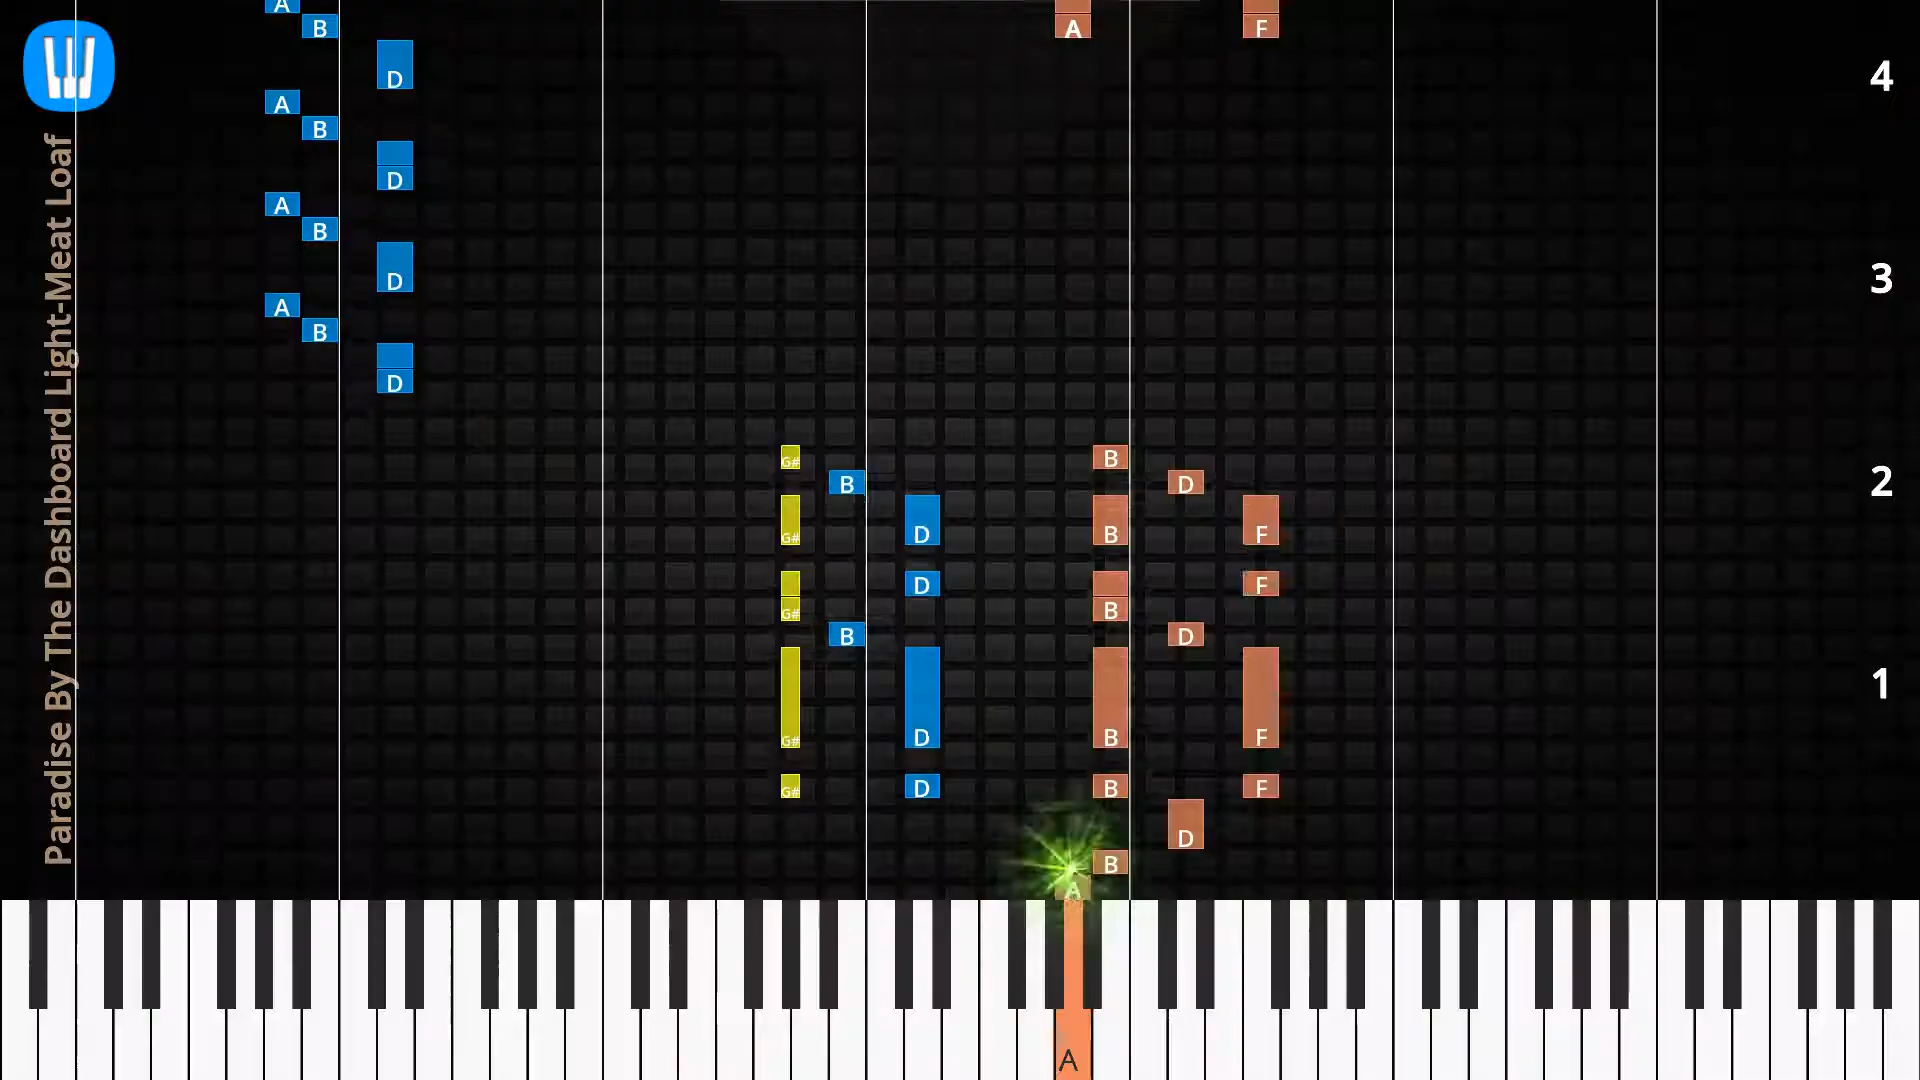 Paradise By The Dashboard Light-Meat Loaf
A
A F
B
D
4
A
B
D
A
B
3
D
A
B
D
G# B
B D 2
G# D B F
D F
G# B
B D
1
G# D B F
G# D B F
D
B
A
A